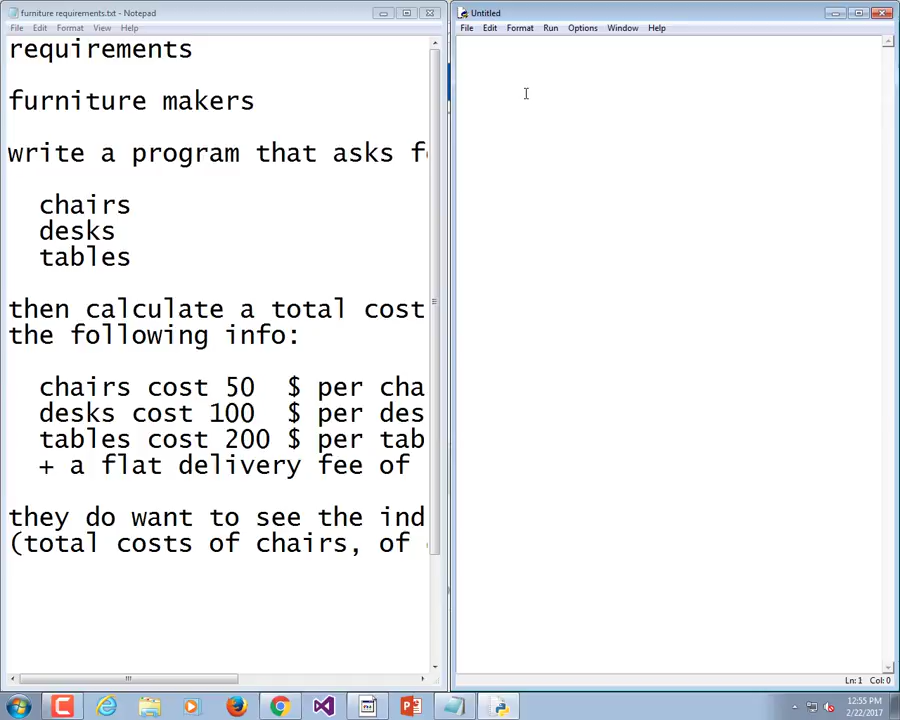 furniture requirements.txt - Notepad
File Edit Format View Help
requirements
furniture makers
write a program that asks f
chairs
desks
tables
then calculate a total cost
the following info:
chairs cost 50 $ per cha
desks cost 100 $ per des
tables cost 200 $ per tab
+ a flat delivery fee of
they do want to see the ind
(total costs of chairs, of
Untitled
File Edit Format Run Options Window Help
Ln: 1 Col: 0
12:55 PM
2/22/2017